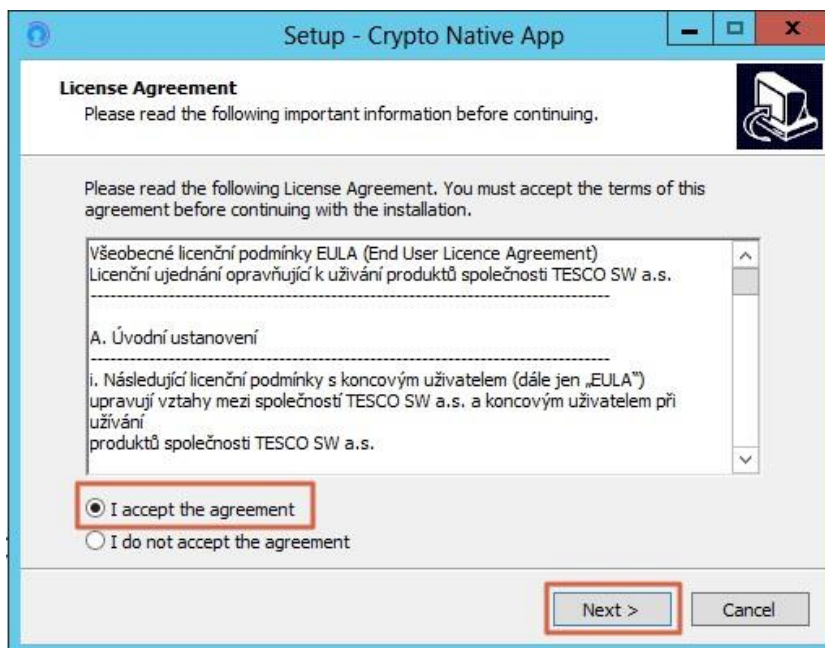 Setup - Crypto Native App
License Agreement
Please read the following important information before continuing.
Please read the following License Agreement. You must accept the terms of this
agreement before continuing with the installation.
Všeobecné licenční podmínky EULA (End User Licence Agreement)
Licenční ujednání opravňující k užívání produktů společnosti TESCO SW a.s.
--------------------------------------------------------------------------------
A. Úvodní ustanovení
--------------------------------------------------------------------------------
i. Následující licenční podmínky s koncovým uživatelem (dále jen „EULA")
upravují vztahy mezi společností TESCO SW a.s. a koncovým uživatelem při
užívání
produktů společnosti TESCO SW a.s.
I accept the agreement
I do not accept the agreement
Next >
Cancel